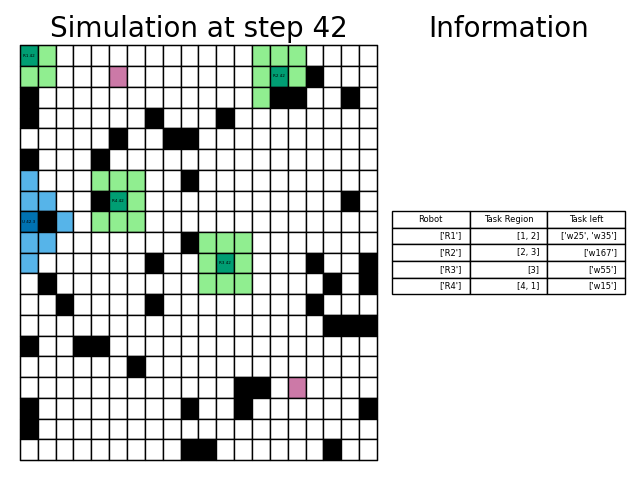 Simulation at step 42
Information
Robot Task Region Task left
['R1'] [1, 2] ['w25', 'w35']
['R2'] [2, 3] ['w167']
['R3'] [3] ['w55']
['R4'] [4, 1] ['w15']